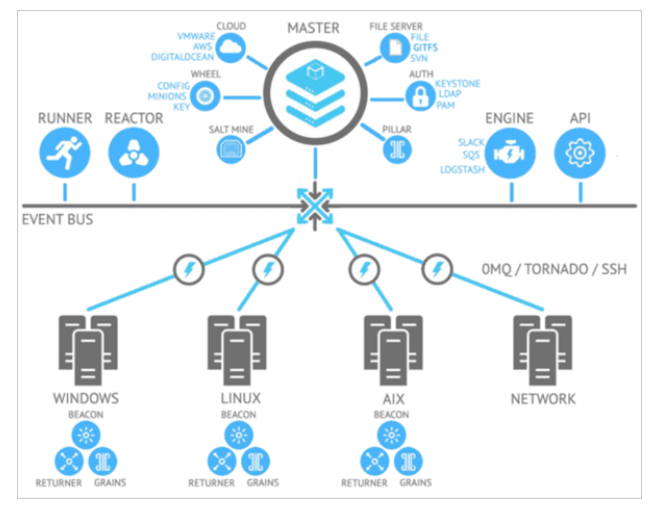 CLOUD
VMWARE
AWS
DIGITALOCEAN
MASTER
FILE SERVER
FILE
GITFS
SVN
WHEEL
CONFIG
MINIONS
KEY
AUTH
KEYSTONE
LDAP
PAM
RUNNER
REACTOR
SALT MINE
PILLAR
ENGINE
SLACK
SQS
LOGSTASH
API
EVENT BUS
0MQ / TORNADO / SSH
WINDOWS
LINUX
AIX
NETWORK
BEACON
BEACON
BEACON
RETURNER
GRAINS
RETURNER
GRAINS
RETURNER
GRAINS